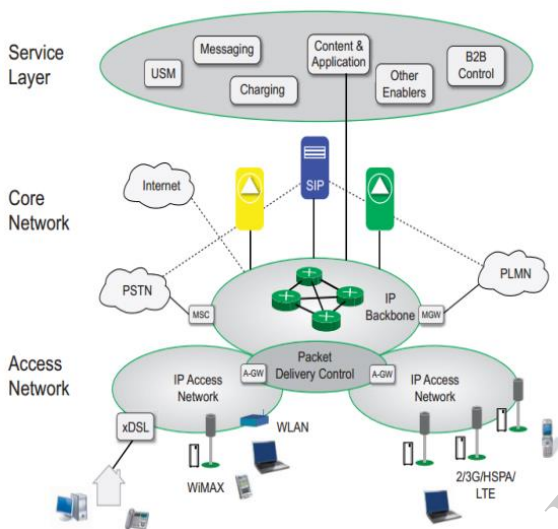 Service
Layer
Messaging
Content &
Application
B2B
Control
USM
Charging
Other
Enablers
Internet
SIP
Core
Network
PSTN
PLMN
IP
Backbone
MSC
MGW
Packet
Delivery Control
Access
Network
IP Access
Network
A-GW
A-GW
IP Access
Network
xDSL
WLAN
WiMAX
2/3G/HSPA/
LTE